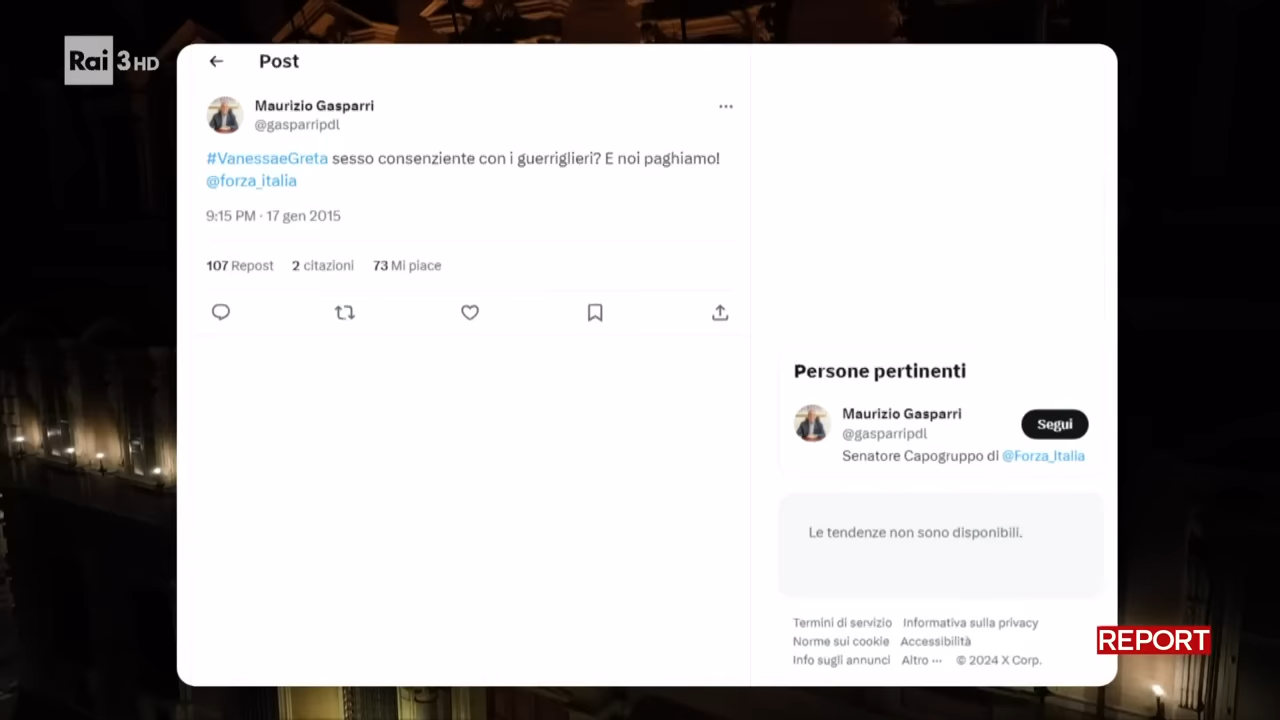 Rai 3HD
Post
Maurizio Gasparri
@gasparripdl
#VanessaeGreta sesso consenziente con i guerriglieri? E noi paghiamo!
@forza_italia
9:15 PM · 17 gen 2015
107 Repost 2 citazioni 73 Mi piace
Persone pertinenti
Maurizio Gasparri
@gasparripdl
Segui
Senatore Capogruppo di @Forza_Italia
Le tendenze non sono disponibili.
Termini di servizio Informativa sulla privacy
Norme sui cookie Accessibilità
Info sugli annunci Altro ··· © 2024 X Corp.
REPORT